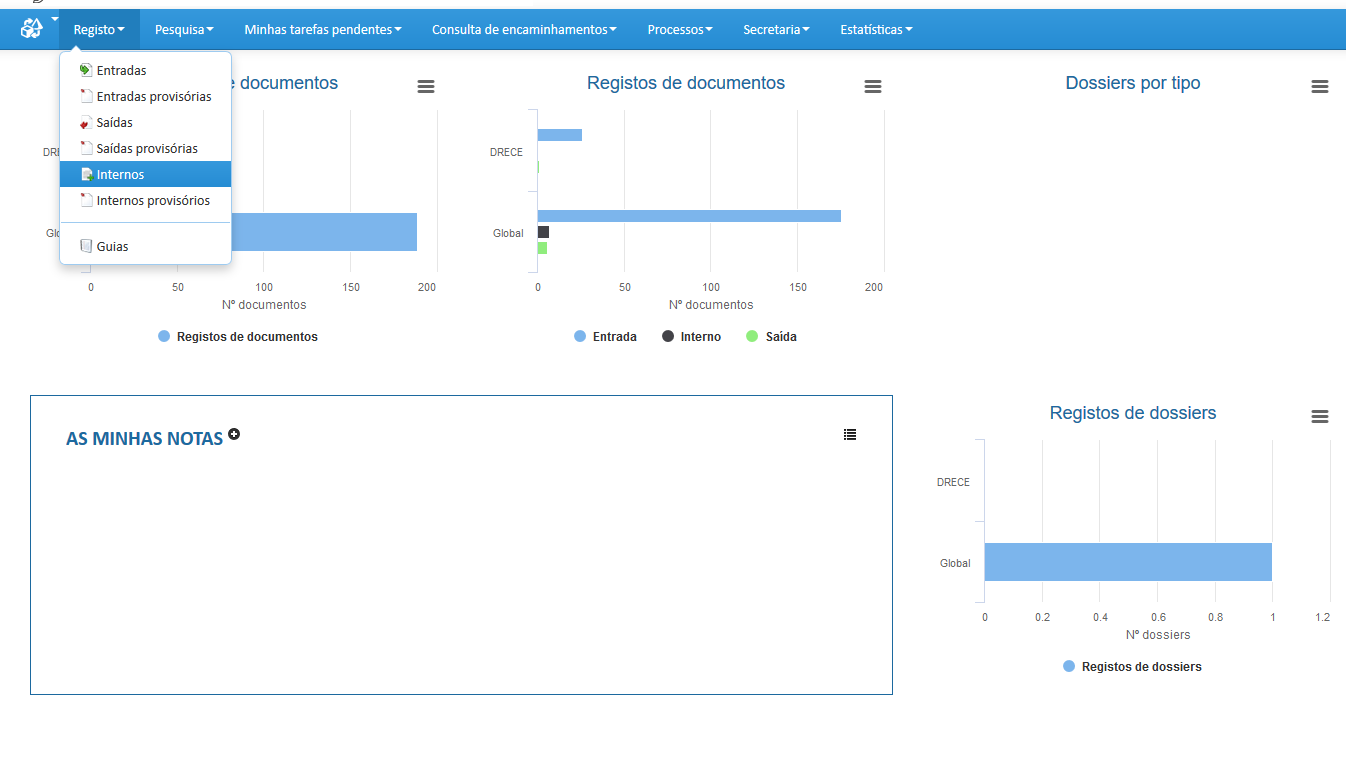 Registo
Pesquisa
Minhas tarefas pendentes
Consulta de encaminhamentos
Processos
Secretaria
Estatísticas
Entradas
Entradas provisórias
Saídas
Saídas provisórias
Internos
Internos provisórios
Guias
documentos
0 50 100 150 200
Nº documentos
Registos de documentos
Registos de documentos
DRECE
Global
0 50 100 150 200
Nº documentos
Entrada Interno Saída
Dossiers por tipo
AS MINHAS NOTAS
Registos de dossiers
DRECE
Global
0 0.2 0.4 0.6 0.8 1 1.2
Nº dossiers
Registos de dossiers